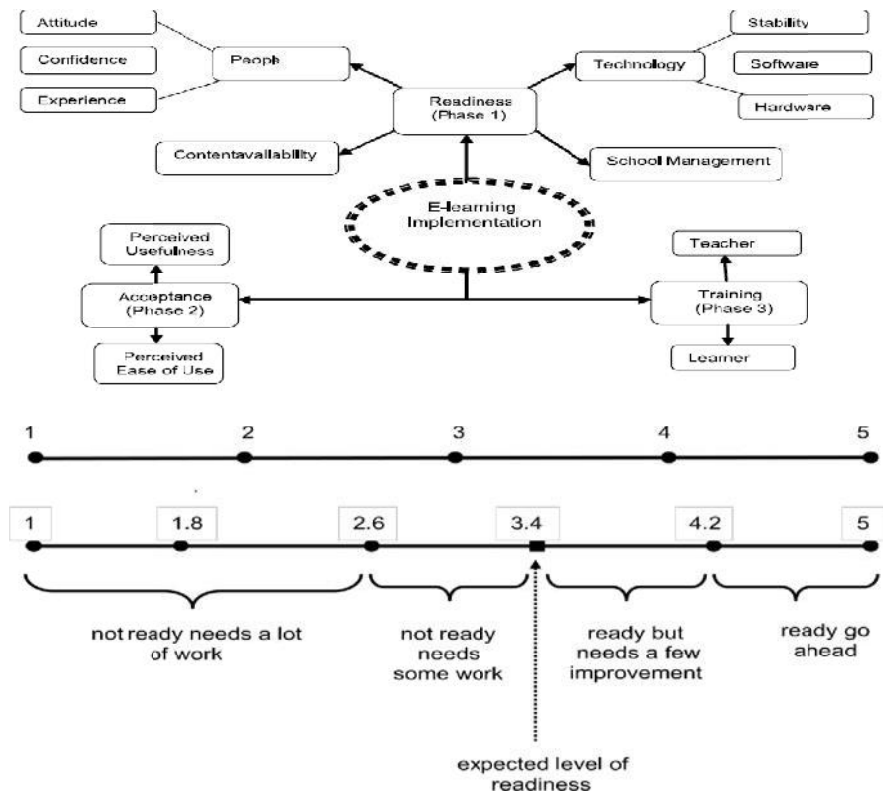 Attitude
Confidence
Experience
People
Readiness
(Phase 1)
Technology
Stability
Software
Hardware
Contentavailability
School Management
E-learning
Implementation
Perceived
Usefulness
Acceptance
(Phase 2)
Perceived
Ease of Use
Teacher
Training
(Phase 3)
Learner
1 2 3 4 5
1 1.8 2.6 3.4 4.2 5
not ready needs a lot
of work
not ready
needs
some work
ready but
needs a few
improvement
ready go
ahead
expected level of
readiness